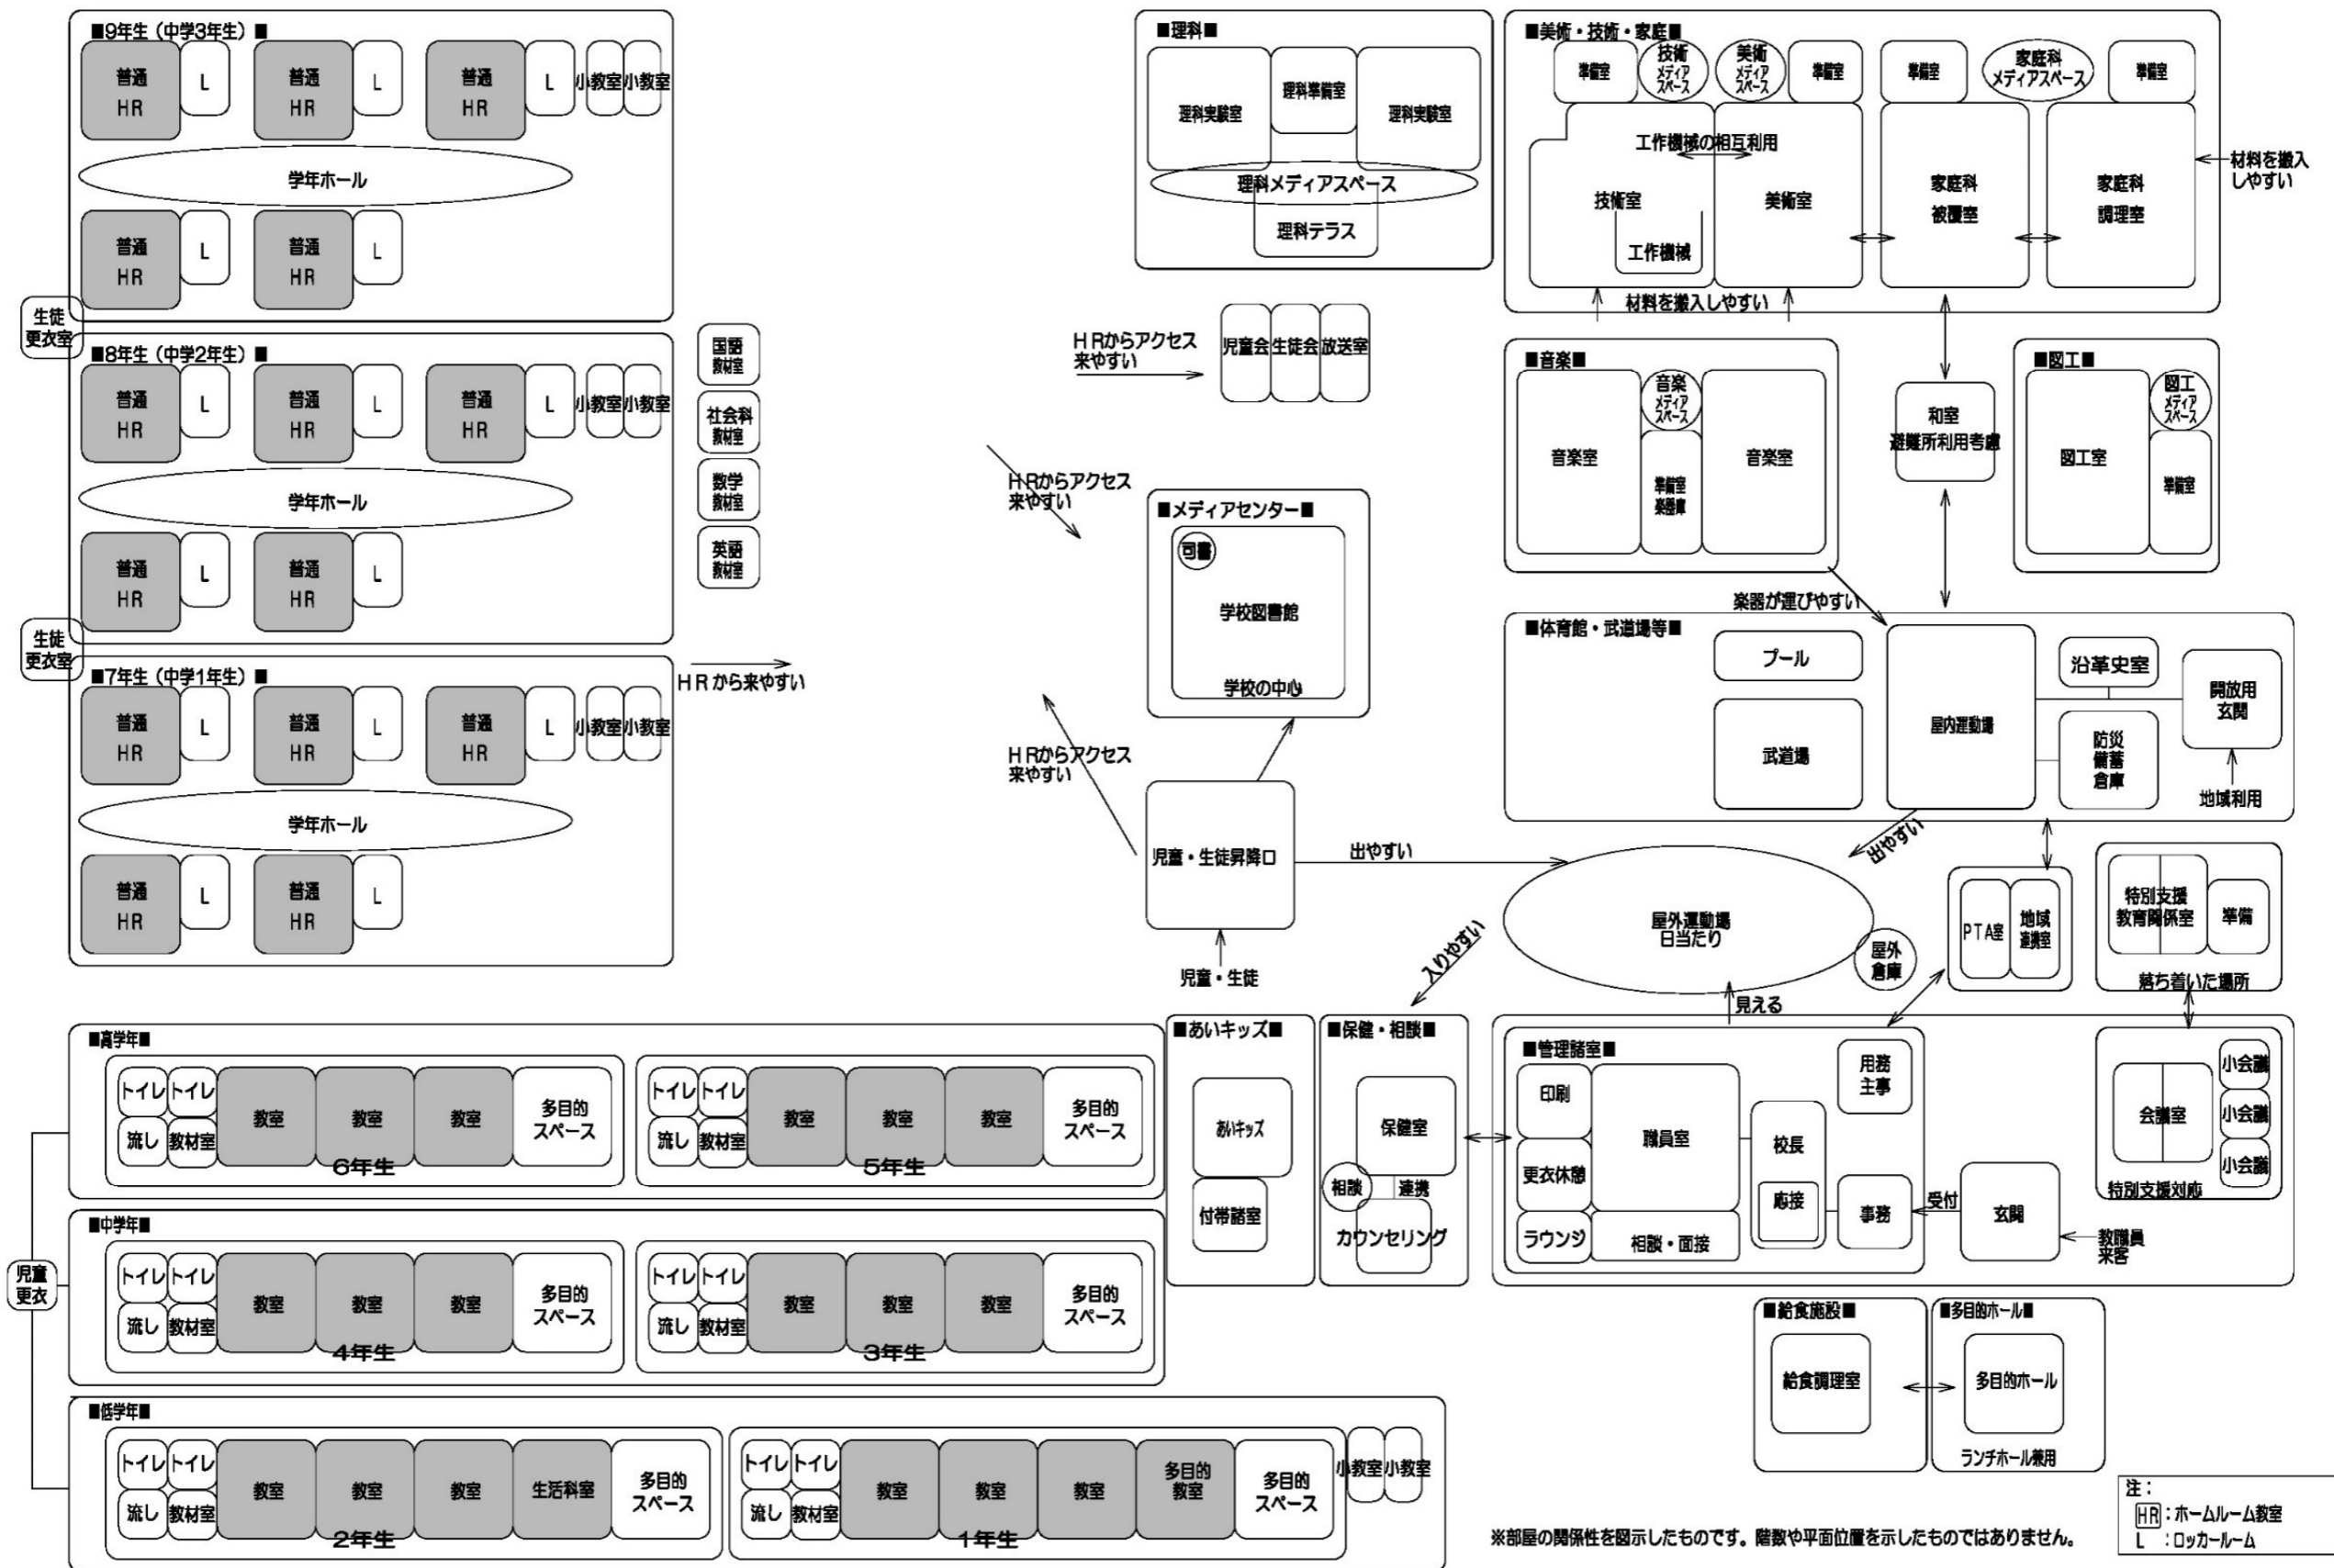 ■9年生（中学3年生）■
普通
HR
L
普通
HR
L
普通
HR
L
小教室
小教室
学年ホール
普通
HR
L
普通
HR
L
生徒
更衣室
■8年生（中学2年生）■
普通
HR
L
普通
HR
L
普通
HR
L
小教室
小教室
学年ホール
普通
HR
L
普通
HR
L
生徒
更衣室
■7年生（中学1年生）■
普通
HR
L
普通
HR
L
普通
HR
L
小教室
小教室
学年ホール
普通
HR
L
普通
HR
L
国語
教材室
社会科
教材室
数学
教材室
英語
教材室
HRから来やすい
■理科■
理科実験室
理科準備室
理科実験室
理科メディアスペース
理科テラス
HRからアクセス
来やすい
児童会
生徒会
放送室
HRからアクセス
来やすい
■メディアセンター■
司書
学校図書館
学校の中心
HRからアクセス
来やすい
児童・生徒昇降口
児童・生徒
出やすい
■美術・技術・家庭■
準備室
技術
メディア
スペース
美術
メディア
スペース
準備室
準備室
家庭科
メディアスペース
準備室
工作機械の相互利用
技術室
工作機械
美術室
家庭科
被覆室
家庭科
調理室
材料を搬入
しやすい
材料を搬入しやすい
■音楽■
音楽室
音楽
メディア
スペース
準備室
楽器庫
音楽室
和室
避難所利用考慮
■図工■
図工室
図工
メディア
スペース
準備室
楽器が運びやすい
■体育館・武道場等■
プール
武道場
屋内運動場
沿革史室
防災
備蓄
倉庫
開放用
玄関
地域利用
出やすい
屋外運動場
日当たり
屋外
倉庫
入りやすい
見える
PTA室
地域
連携室
特別支援
教育関係室
準備
落ち着いた場所
■高学年■
トイレ
トイレ
流し
教材室
教室
教室
教室
多目的
スペース
6年生
トイレ
トイレ
流し
教材室
教室
教室
教室
多目的
スペース
5年生
■中学年■
トイレ
トイレ
流し
教材室
教室
教室
教室
多目的
スペース
4年生
トイレ
トイレ
流し
教材室
教室
教室
教室
多目的
スペース
3年生
児童
更衣
■低学年■
トイレ
トイレ
流し
教材室
教室
教室
教室
生活科室
多目的
スペース
2年生
トイレ
トイレ
流し
教材室
教室
教室
教室
多目的
教室
多目的
スペース
1年生
小教室
小教室
■あいキッズ■
あいキッズ
付帯諸室
■保健・相談■
保健室
相談
連携
カウンセリング
■管理諸室■
印刷
更衣休憩
ラウンジ
職員室
相談・面接
校長
応接
用務
主事
事務
受付
玄関
教職員
来客
会議室
小会議
小会議
小会議
特別支援対応
■給食施設■
給食調理室
■多目的ホール■
多目的ホール
ランチホール兼用
※部屋の関係性を図示したものです。階数や平面位置を示したものではありません。
注：
HR：ホームルーム教室
L ：ロッカールーム